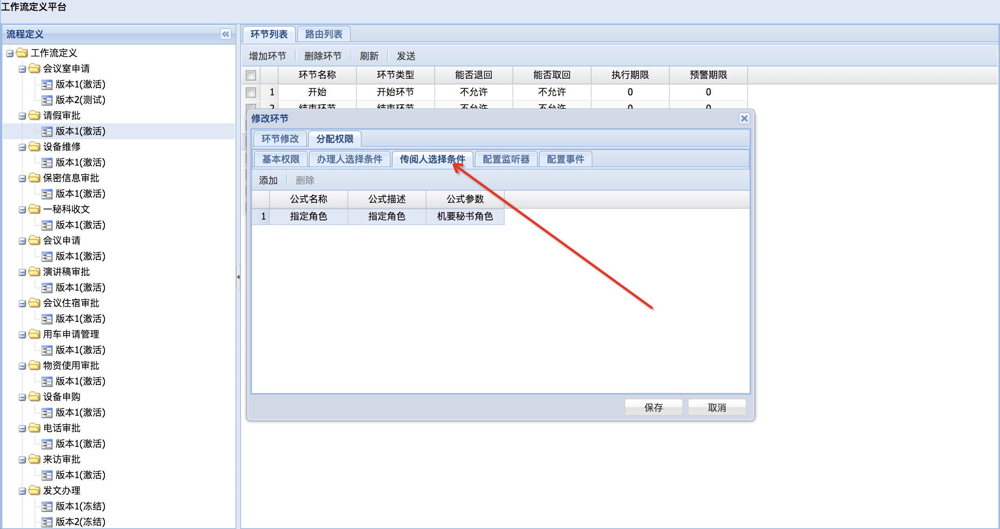 工作流定义平台
流程定义
工作流定义
会议室申请
版本1(激活)
版本2(测试)
请假审批
版本1(激活)
设备维修
版本1(激活)
保密信息审批
版本1(激活)
一秘科收文
版本1(激活)
会议申请
版本1(激活)
演讲稿审批
版本1(激活)
会议住宿审批
版本1(激活)
用车申请管理
版本1(激活)
物资使用审批
版本1(激活)
设备申购
版本1(激活)
电话审批
版本1(激活)
来访审批
版本1(激活)
发文办理
版本1(冻结)
版本2(冻结)
环节列表 路由列表
增加环节 删除环节 刷新 发送
环节名称 环节类型 能否退回 能否取回 执行期限 预警期限
1 开始 开始环节 不允许 不允许 0 0
2 结束环节 结束环节 不允许 不允许 0 0
修改环节
环节修改 分配权限
基本权限 办理人选择条件 传阅人选择条件 配置监听器 配置事件
添加 删除
公式名称 公式描述 公式参数
1 指定角色 指定角色 机要秘书角色
保存 取消